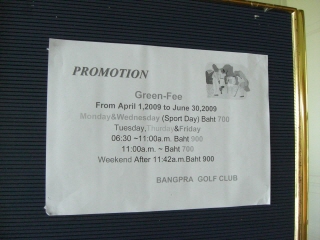 PROMOTION
Green-Fee
From April 1,2009 to June 30,2009
Monday&Wednesday (Sport Day) Baht 700
Tuesday,Thursday&Friday
06:30 ~11:00a.m. Baht 900
11:00a.m. ~ Baht 700
Weekend After 11:42a.m.Baht 900
BANGPRA GOLF CLUB